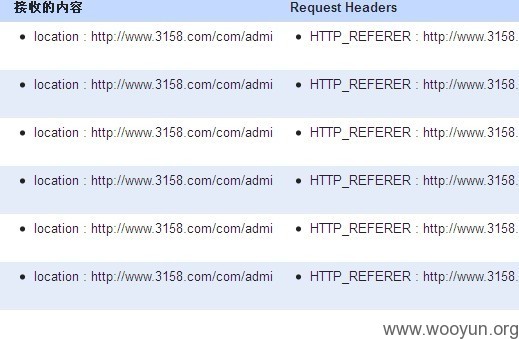 接收的内容 Request Headers
location : http://www.3158.com/com/admi HTTP_REFERER : http://www.3158.
location : http://www.3158.com/com/admi HTTP_REFERER : http://www.3158.
location : http://www.3158.com/com/admi HTTP_REFERER : http://www.3158.
location : http://www.3158.com/com/admi HTTP_REFERER : http://www.3158.
location : http://www.3158.com/com/admi HTTP_REFERER : http://www.3158.
location : http://www.3158.com/com/admi HTTP_REFERER : http://www.3158.
www.wooyun.org